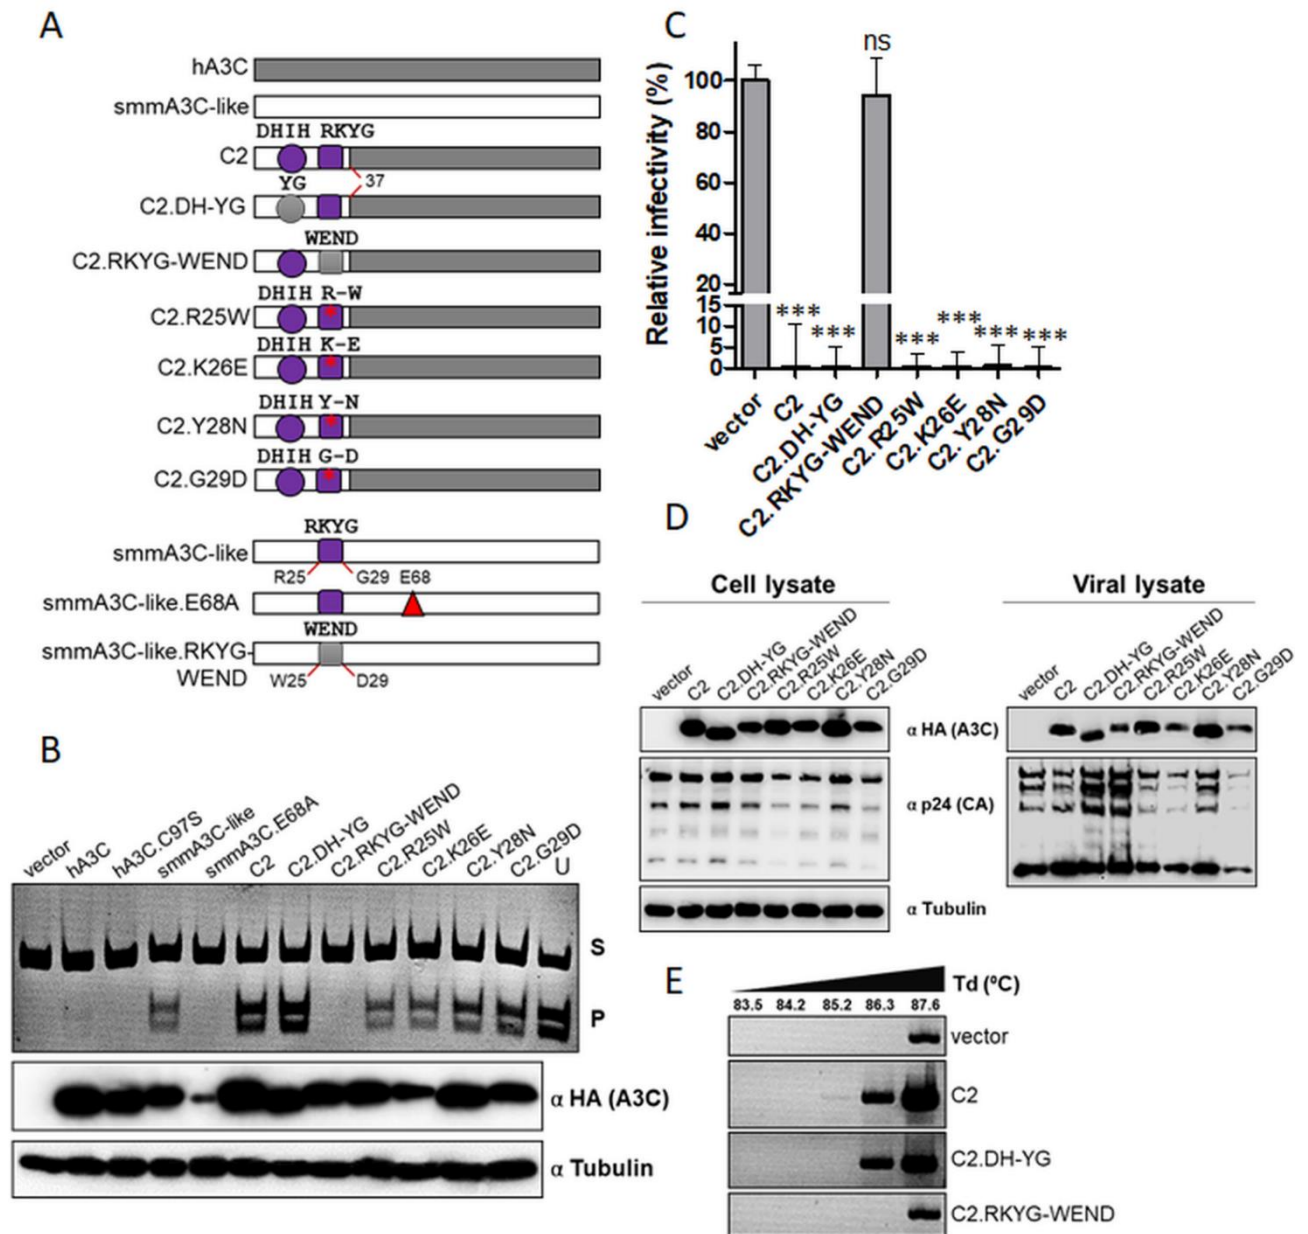 A
hA3C
smmA3C-like
DHIH RKYG
C2
37
YG
C2.DH-YG
WEND
C2.RKYG-WEND
DHIH R-W
C2.R25W
DHIH K-E
C2.K26E
DHIH Y-N
C2.Y28N
DHIH G-D
C2.G29D
RKYG
smmA3C-like
R25 G29 E68
smmA3C-like.E68A
WEND
smmA3C-like.RKYG-
WEND
W25 D29
B
vector hA3C hA3C.C97S smmA3C-like smmA3C.E68A C2 C2.DH-YG C2.RKYG-WEND C2.R25W C2.K26E C2.Y28N C2.G29D U
S
P
α HA (A3C)
α Tubulin
C
Relative infectivity (%)
100
80
60
40
20
15
10
5
0
ns
*** *** *** *** *** ***
vector C2 C2.DH-YG C2.RKYG-WEND C2.R25W C2.K26E C2.Y28N C2.G29D
D
Cell lysate Viral lysate
vector C2 C2.DH-YG C2.RKYG-WEND C2.R25W C2.K26E C2.Y28N C2.G29D
vector C2 C2.DH-YG C2.RKYG-WEND C2.R25W C2.K26E C2.Y28N C2.G29D
α HA (A3C)
α p24 (CA)
α Tubulin
E
Td (ºC)
83.5 84.2 85.2 86.3 87.6
vector
C2
C2.DH-YG
C2.RKYG-WEND